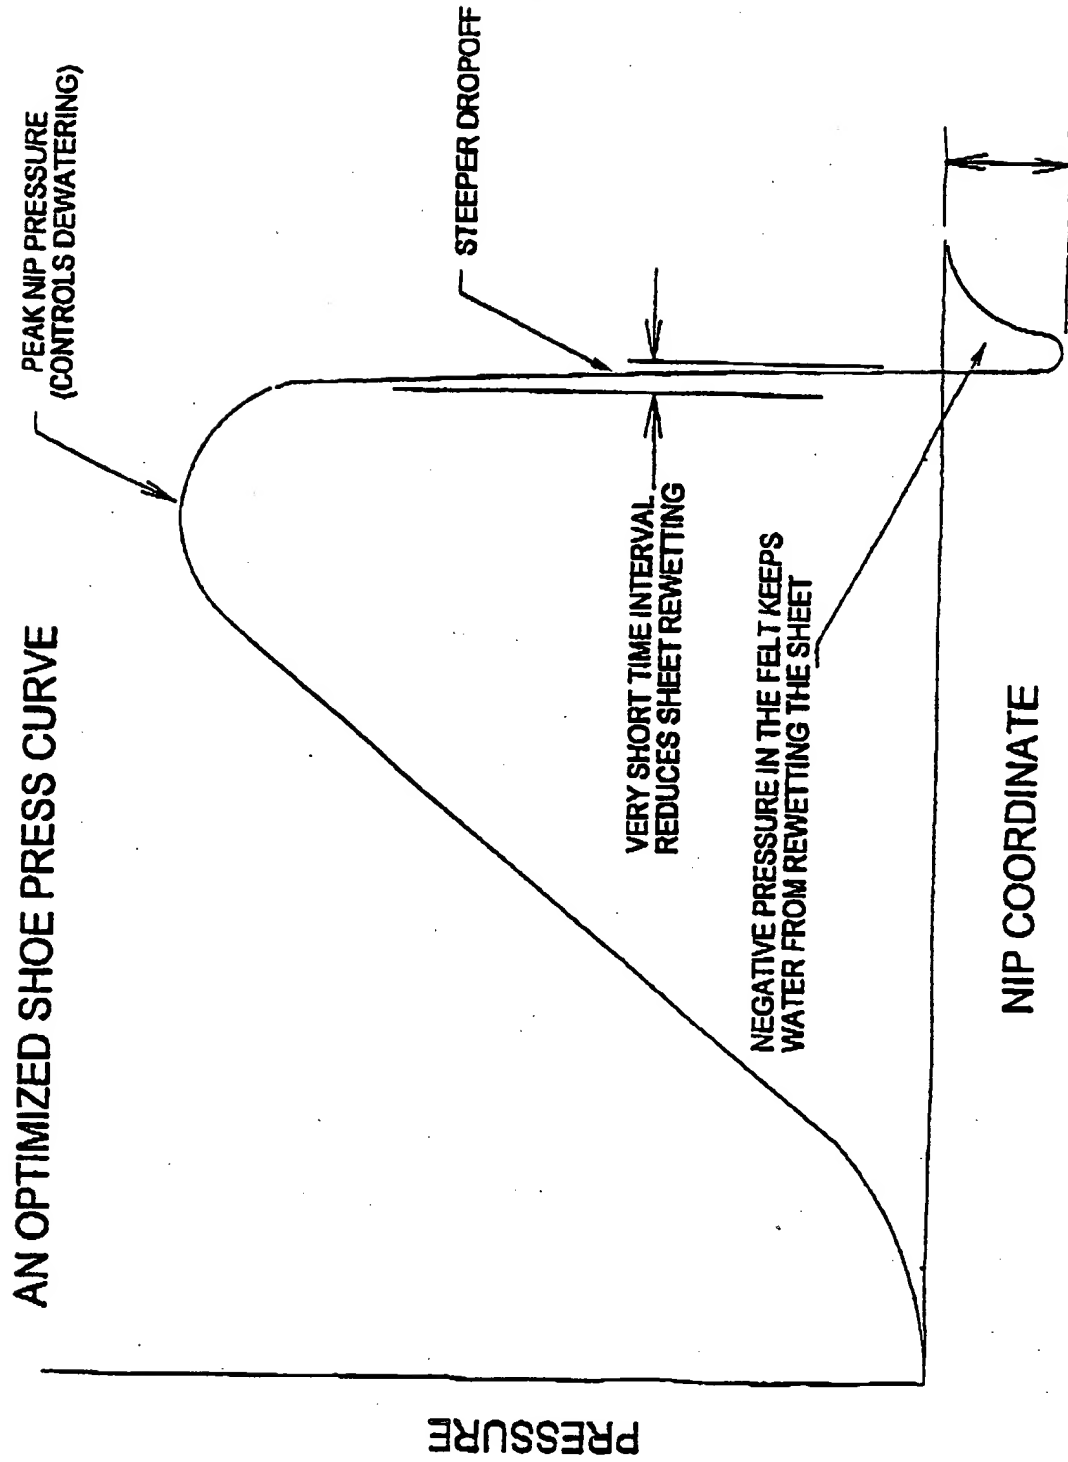 AN OPTIMIZED SHOE PRESS CURVE
PEAK NIP PRESSURE
(CONTROLS DEWATERING)
STEEPER DROPOFF
VERY SHORT TIME INTERVAL
REDUCES SHEET REWETTING
NEGATIVE PRESSURE IN THE FELT KEEPS
WATER FROM REWETTING THE SHEET
PRESSURE
NIP COORDINATE